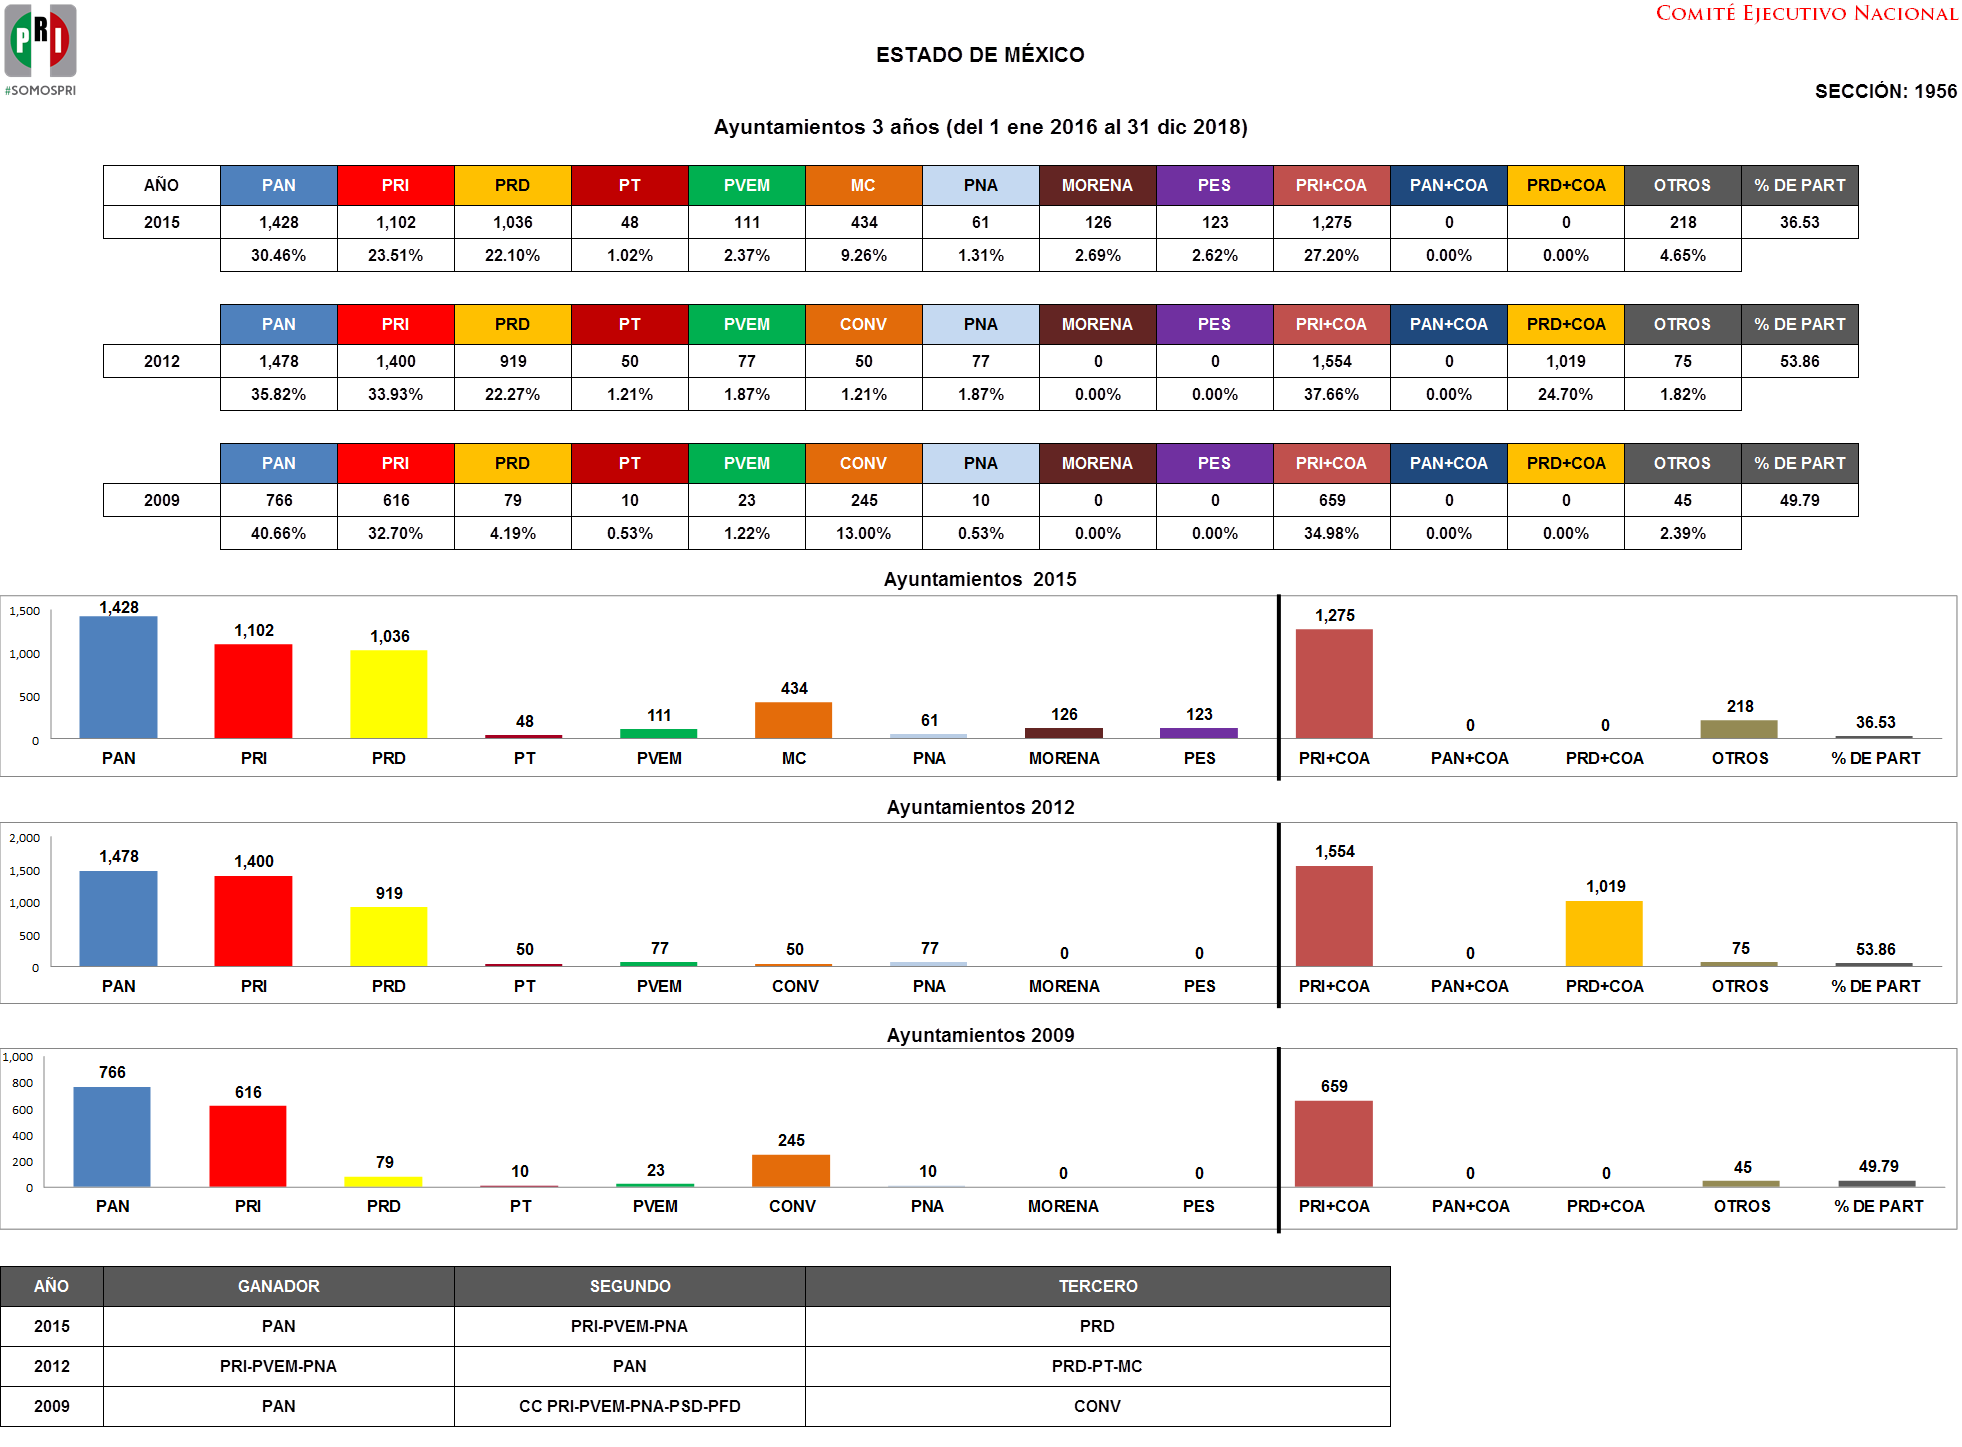 PRI
#SOMOSPRI
COMITÉ EJECUTIVO NACIONAL
ESTADO DE MÉXICO
SECCIÓN: 1956
Ayuntamientos 3 años (del 1 ene 2016 al 31 dic 2018)
AÑO PAN PRI PRD PT PVEM MC PNA MORENA PES PRI+COA PAN+COA PRD+COA OTROS % DE PART
2015 1,428 1,102 1,036 48 111 434 61 126 123 1,275 0 0 218 36.53
30.46% 23.51% 22.10% 1.02% 2.37% 9.26% 1.31% 2.69% 2.62% 27.20% 0.00% 0.00% 4.65%
PAN PRI PRD PT PVEM CONV PNA MORENA PES PRI+COA PAN+COA PRD+COA OTROS % DE PART
2012 1,478 1,400 919 50 77 50 77 0 0 1,554 0 1,019 75 53.86
35.82% 33.93% 22.27% 1.21% 1.87% 1.21% 1.87% 0.00% 0.00% 37.66% 0.00% 24.70% 1.82%
PAN PRI PRD PT PVEM CONV PNA MORENA PES PRI+COA PAN+COA PRD+COA OTROS % DE PART
2009 766 616 79 10 23 245 10 0 0 659 0 0 45 49.79
40.66% 32.70% 4.19% 0.53% 1.22% 13.00% 0.53% 0.00% 0.00% 34.98% 0.00% 0.00% 2.39%
Ayuntamientos 2015
1,500
1,000
500
0
1,428 1,102 1,036 48 111 434 61 126 123 1,275 0 0 218 36.53
PAN PRI PRD PT PVEM MC PNA MORENA PES PRI+COA PAN+COA PRD+COA OTROS % DE PART
Ayuntamientos 2012
2,000
1,500
1,000
500
0
1,478 1,400 919 50 77 50 77 0 0 1,554 0 1,019 75 53.86
PAN PRI PRD PT PVEM CONV PNA MORENA PES PRI+COA PAN+COA PRD+COA OTROS % DE PART
Ayuntamientos 2009
1,000
800
600
400
200
0
766 616 79 10 23 245 10 0 0 659 0 0 45 49.79
PAN PRI PRD PT PVEM CONV PNA MORENA PES PRI+COA PAN+COA PRD+COA OTROS % DE PART
AÑO GANADOR SEGUNDO TERCERO
2015 PAN PRI-PVEM-PNA PRD
2012 PRI-PVEM-PNA PAN PRD-PT-MC
2009 PAN CC PRI-PVEM-PNA-PSD-PFD CONV